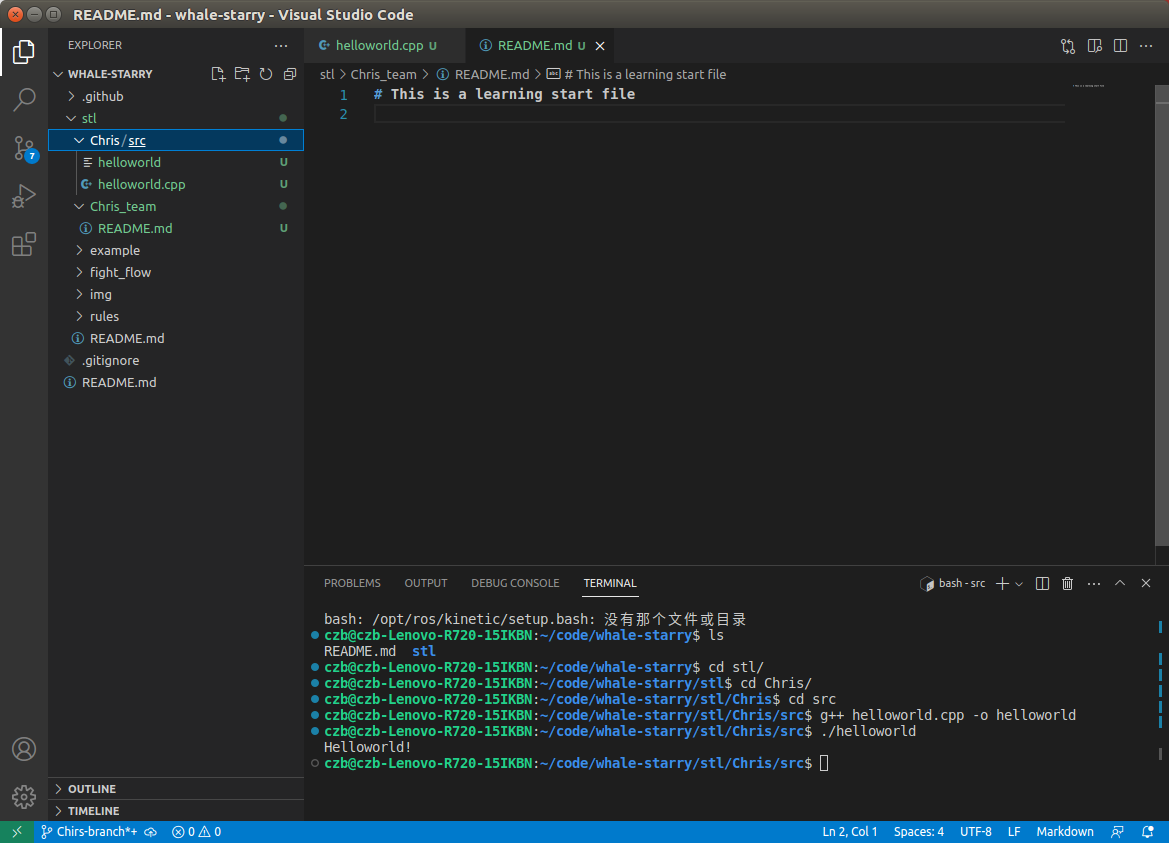 README.md - whale-starry - Visual Studio Code
EXPLORER
helloworld.cpp U
README.md U
WHALE-STARRY
stl Chris_team README.md # This is a learning start file
.github
stl
Chris/src
helloworld U
helloworld.cpp U
Chris_team
README.md U
example
fight_flow
img
rules
README.md
.gitignore
README.md
1 # This is a learning start file
2
7
PROBLEMS OUTPUT DEBUG CONSOLE TERMINAL
bash - src
bash: /opt/ros/kinetic/setup.bash: 没有那个文件或目录
czb@czb-Lenovo-R720-15IKBN:~/code/whale-starry$ ls
README.md stl
czb@czb-Lenovo-R720-15IKBN:~/code/whale-starry$ cd stl/
czb@czb-Lenovo-R720-15IKBN:~/code/whale-starry/stl$ cd Chris/
czb@czb-Lenovo-R720-15IKBN:~/code/whale-starry/stl/Chris$ cd src
czb@czb-Lenovo-R720-15IKBN:~/code/whale-starry/stl/Chris/src$ g++ helloworld.cpp -o helloworld
czb@czb-Lenovo-R720-15IKBN:~/code/whale-starry/stl/Chris/src$ ./helloworld
Helloworld!
czb@czb-Lenovo-R720-15IKBN:~/code/whale-starry/stl/Chris/src$
OUTLINE
TIMELINE
Chirs-branch*+ 0 0
Ln 2, Col 1 Spaces: 4 UTF-8 LF Markdown